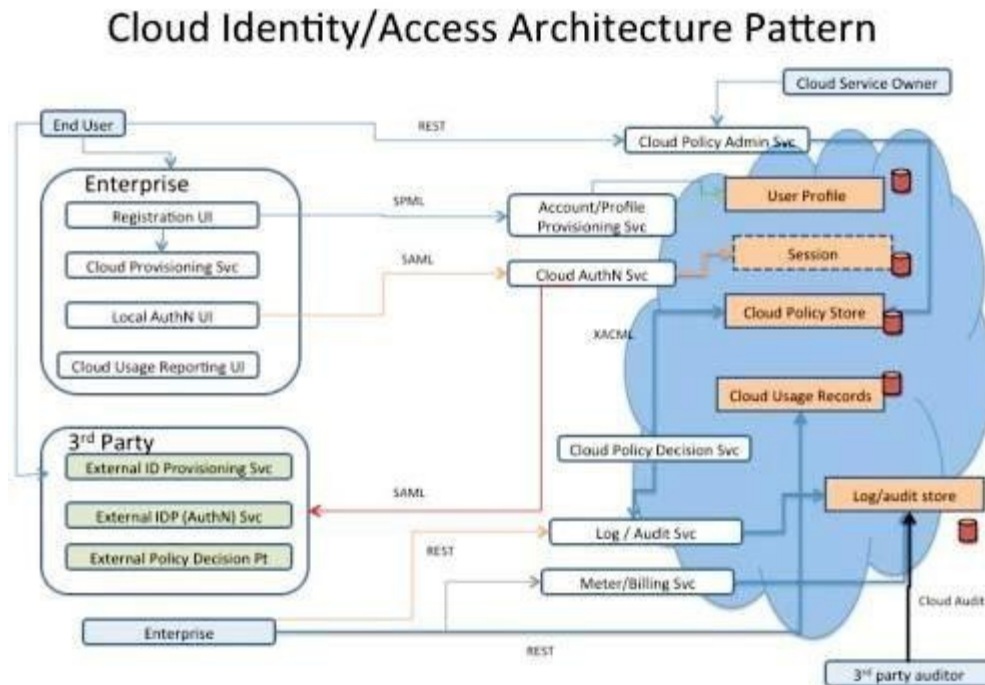 Cloud Identity/Access Architecture Pattern
Cloud Service Owner
End User
REST
Cloud Policy Admin Svc
Enterprise
Registration UI
SPML
Account/Profile
Provisioning Svc
User Profile
Cloud Provisioning Svc
SAML
Cloud AuthN Svc
Session
Local AuthN UI
Cloud Policy Store
XACML
Cloud Usage Reporting UI
Cloud Usage Records
3rd Party
External ID Provisioning Svc
Cloud Policy Decision Svc
SAML
Log/audit store
External IDP (AuthN) Svc
Log / Audit Svc
REST
External Policy Decision Pt
Meter/Billing Svc
Cloud Audit
Enterprise
REST
3rd party auditor